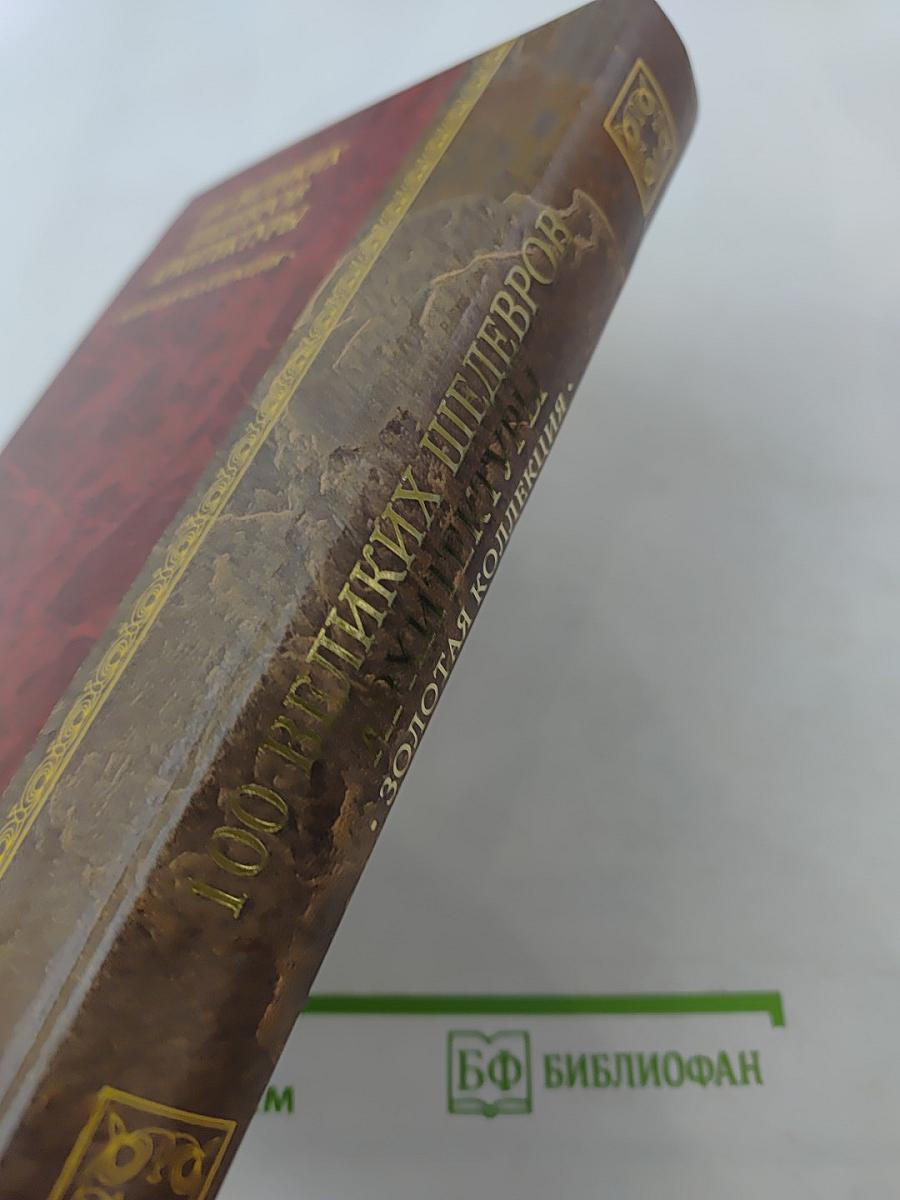 100 ВЕЛИКИХ ШЕДЕВРОВ
АРХИТЕКТУРЫ
· ЗОЛОТАЯ КОЛЛЕКЦИЯ ·
БФ БИБЛИОФАН